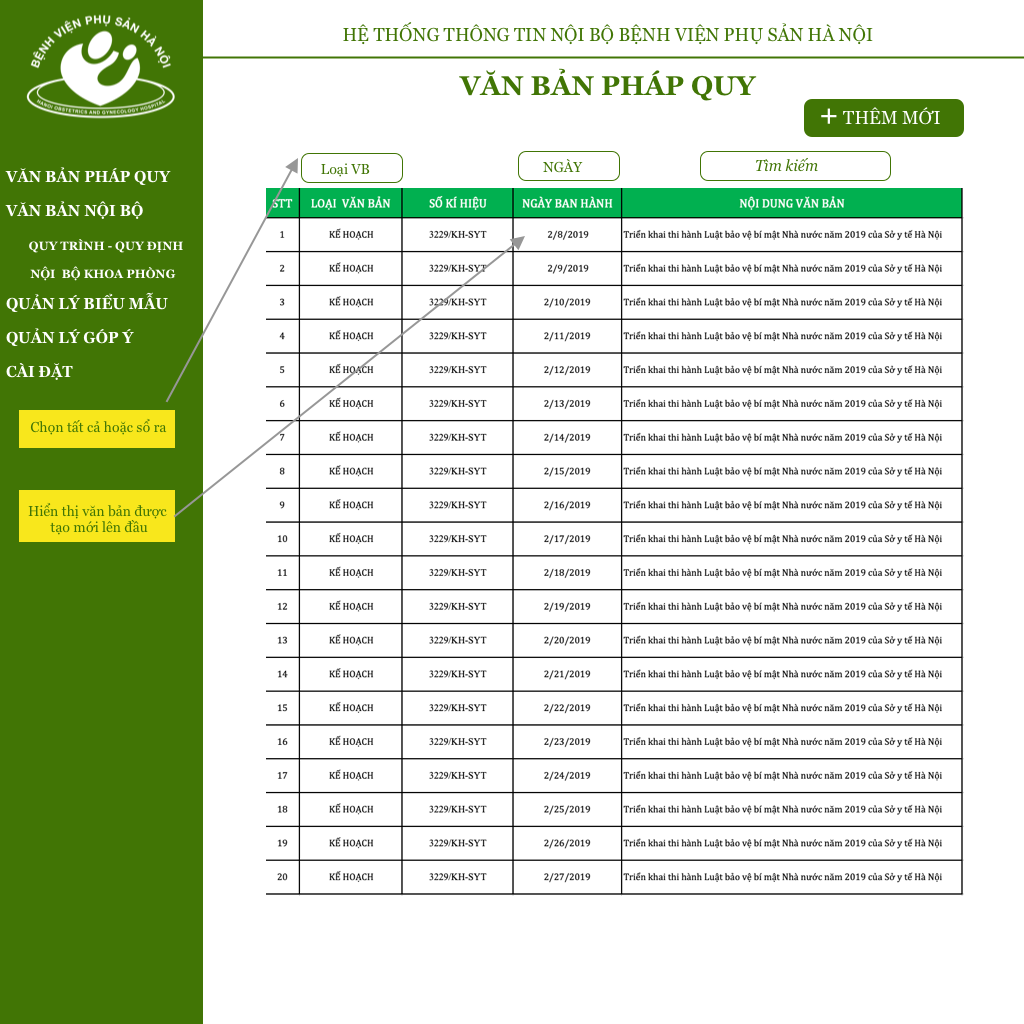 BỆNH VIỆN PHỤ SẢN HÀ NỘI
HANOI OBSTETRICS AND GYNECOLOGY HOSPITAL
HỆ THỐNG THÔNG TIN NỘI BỘ BỆNH VIỆN PHỤ SẢN HÀ NỘI
VĂN BẢN PHÁP QUY
+ THÊM MỚI
VĂN BẢN PHÁP QUY
VĂN BẢN NỘI BỘ
QUY TRÌNH - QUY ĐỊNH
NỘI BỘ KHOA PHÒNG
QUẢN LÝ BIỂU MẪU
QUẢN LÝ GÓP Ý
CÀI ĐẶT
Chọn tất cả hoặc sổ ra
Hiển thị văn bản được
tạo mới lên đầu
Loại VB NGÀY Tìm kiếm
STT LOẠI VĂN BẢN SỐ KÍ HIỆU NGÀY BAN HÀNH NỘI DUNG VĂN BẢN
1 KẾ HOẠCH 3229/KH-SYT 2/8/2019 Triển khai thi hành Luật bảo vệ bí mật Nhà nước năm 2019 của Sở y tế Hà Nội
2 KẾ HOẠCH 3229/KH-SYT 2/9/2019 Triển khai thi hành Luật bảo vệ bí mật Nhà nước năm 2019 của Sở y tế Hà Nội
3 KẾ HOẠCH 3229/KH-SYT 2/10/2019 Triển khai thi hành Luật bảo vệ bí mật Nhà nước năm 2019 của Sở y tế Hà Nội
4 KẾ HOẠCH 3229/KH-SYT 2/11/2019 Triển khai thi hành Luật bảo vệ bí mật Nhà nước năm 2019 của Sở y tế Hà Nội
5 KẾ HOẠCH 3229/KH-SYT 2/12/2019 Triển khai thi hành Luật bảo vệ bí mật Nhà nước năm 2019 của Sở y tế Hà Nội
6 KẾ HOẠCH 3229/KH-SYT 2/13/2019 Triển khai thi hành Luật bảo vệ bí mật Nhà nước năm 2019 của Sở y tế Hà Nội
7 KẾ HOẠCH 3229/KH-SYT 2/14/2019 Triển khai thi hành Luật bảo vệ bí mật Nhà nước năm 2019 của Sở y tế Hà Nội
8 KẾ HOẠCH 3229/KH-SYT 2/15/2019 Triển khai thi hành Luật bảo vệ bí mật Nhà nước năm 2019 của Sở y tế Hà Nội
9 KẾ HOẠCH 3229/KH-SYT 2/16/2019 Triển khai thi hành Luật bảo vệ bí mật Nhà nước năm 2019 của Sở y tế Hà Nội
10 KẾ HOẠCH 3229/KH-SYT 2/17/2019 Triển khai thi hành Luật bảo vệ bí mật Nhà nước năm 2019 của Sở y tế Hà Nội
11 KẾ HOẠCH 3229/KH-SYT 2/18/2019 Triển khai thi hành Luật bảo vệ bí mật Nhà nước năm 2019 của Sở y tế Hà Nội
12 KẾ HOẠCH 3229/KH-SYT 2/19/2019 Triển khai thi hành Luật bảo vệ bí mật Nhà nước năm 2019 của Sở y tế Hà Nội
13 KẾ HOẠCH 3229/KH-SYT 2/20/2019 Triển khai thi hành Luật bảo vệ bí mật Nhà nước năm 2019 của Sở y tế Hà Nội
14 KẾ HOẠCH 3229/KH-SYT 2/21/2019 Triển khai thi hành Luật bảo vệ bí mật Nhà nước năm 2019 của Sở y tế Hà Nội
15 KẾ HOẠCH 3229/KH-SYT 2/22/2019 Triển khai thi hành Luật bảo vệ bí mật Nhà nước năm 2019 của Sở y tế Hà Nội
16 KẾ HOẠCH 3229/KH-SYT 2/23/2019 Triển khai thi hành Luật bảo vệ bí mật Nhà nước năm 2019 của Sở y tế Hà Nội
17 KẾ HOẠCH 3229/KH-SYT 2/24/2019 Triển khai thi hành Luật bảo vệ bí mật Nhà nước năm 2019 của Sở y tế Hà Nội
18 KẾ HOẠCH 3229/KH-SYT 2/25/2019 Triển khai thi hành Luật bảo vệ bí mật Nhà nước năm 2019 của Sở y tế Hà Nội
19 KẾ HOẠCH 3229/KH-SYT 2/26/2019 Triển khai thi hành Luật bảo vệ bí mật Nhà nước năm 2019 của Sở y tế Hà Nội
20 KẾ HOẠCH 3229/KH-SYT 2/27/2019 Triển khai thi hành Luật bảo vệ bí mật Nhà nước năm 2019 của Sở y tế Hà Nội